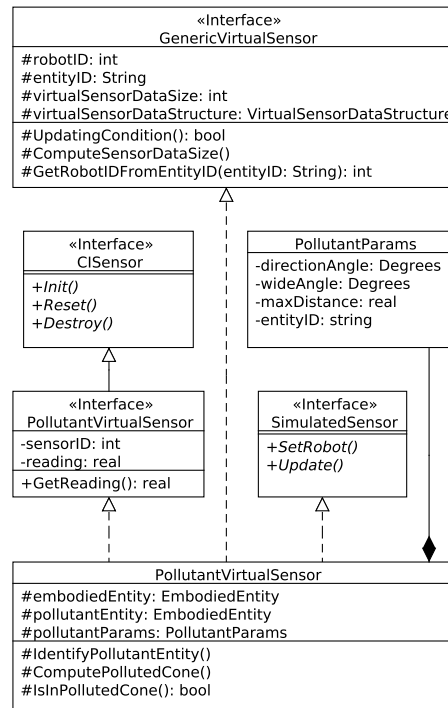 «Interface»
GenericVirtualSensor
#robotID: int
#entityID: String
#virtualSensorDataSize: int
#virtualSensorDataStructure: VirtualSensorDataStructure
#UpdatingCondition(): bool
#ComputeSensorDataSize()
#GetRobotIDFromEntityID(entityID: String): int
«Interface»
CISensor
+Init()
+Reset()
+Destroy()
PollutantParams
-directionAngle: Degrees
-wideAngle: Degrees
-maxDistance: real
-entityID: string
«Interface»
PollutantVirtualSensor
-sensorID: int
-reading: real
+GetReading(): real
«Interface»
SimulatedSensor
+SetRobot()
+Update()
PollutantVirtualSensor
#embodiedEntity: EmbodiedEntity
#pollutantEntity: EmbodiedEntity
#pollutantParams: PollutantParams
#IdentifyPollutantEntity()
#ComputePollutedCone()
#IsInPollutedCone(): bool